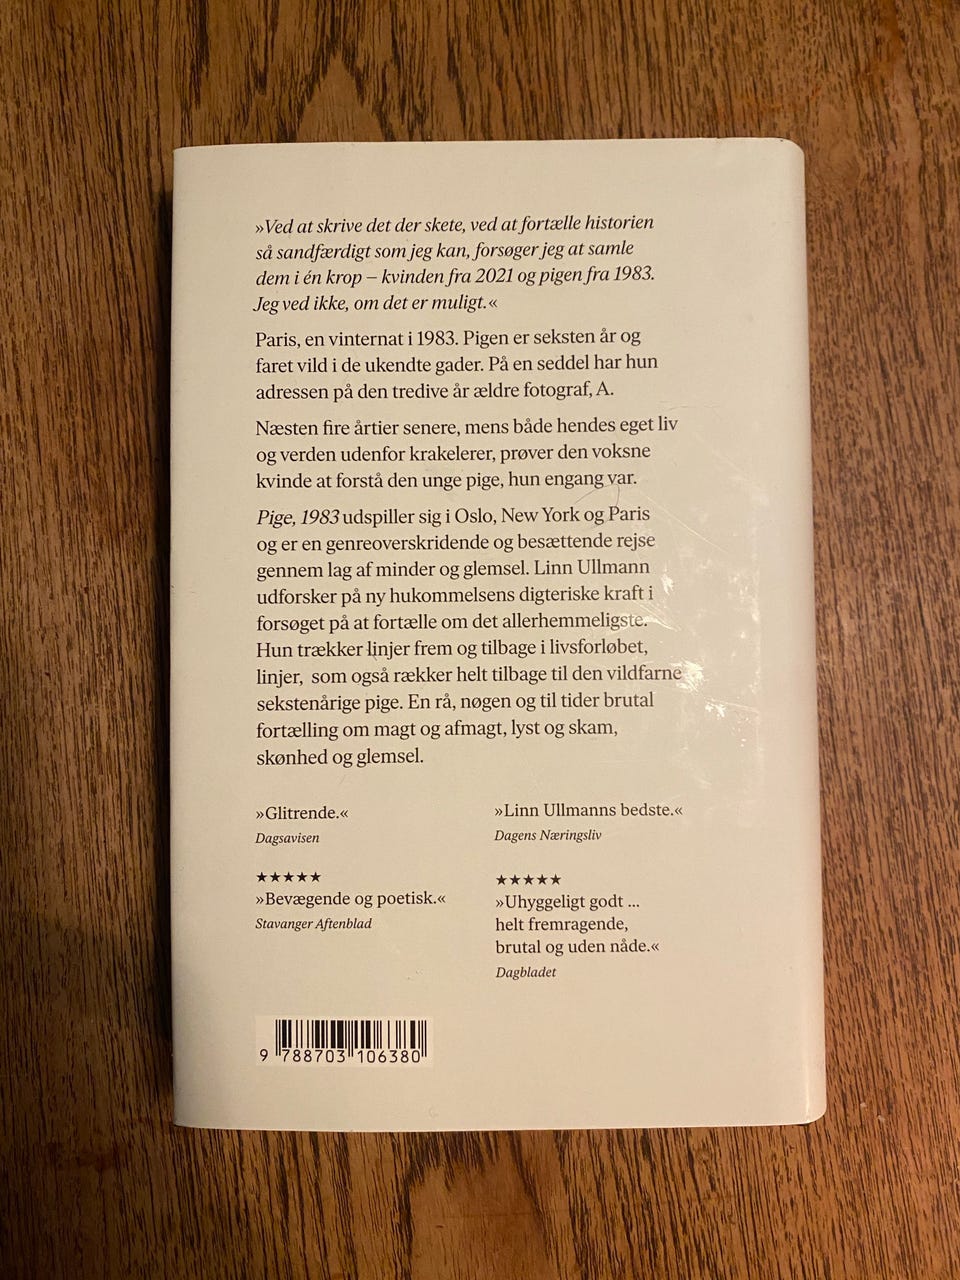 »Ved at skrive det der skete, ved at fortælle historien
så sandfærdigt som jeg kan, forsøger jeg at samle
dem i én krop – kvinden fra 2021 og pigen fra 1983.
Jeg ved ikke, om det er muligt.«
Paris, en vinternat i 1983. Pigen er seksten år og
faret vild i de ukendte gader. På en seddel har hun
adressen på den tredive år ældre fotograf, A.
Næsten fire årtier senere, mens både hendes eget liv
og verden udenfor krakelerer, prøver den voksne
kvinde at forstå den unge pige, hun engang var.
Pige, 1983 udspiller sig i Oslo, New York og Paris
og er en genreoverskridende og besættende rejse
gennem lag af minder og glemsel. Linn Ullmann
udforsker på ny hukommelsens digteriske kraft i
forsøget på at fortælle om det allerhemmeligste.
Hun trækker linjer frem og tilbage i livsforløbet,
linjer, som også rækker helt tilbage til den vildfarne
sekstenårige pige. En rå, nøgen og til tider brutal
fortælling om magt og afmagt, lyst og skam,
skønhed og glemsel.
»Glitrende.«
Dagsavisen
»Linn Ullmanns bedste.«
Dagens Næringsliv
★★★★★
»Bevægende og poetisk.«
Stavanger Aftenblad
★★★★★
»Uhyggeligt godt ...
helt fremragende,
brutal og uden nåde.«
Dagbladet
9 788703 106380